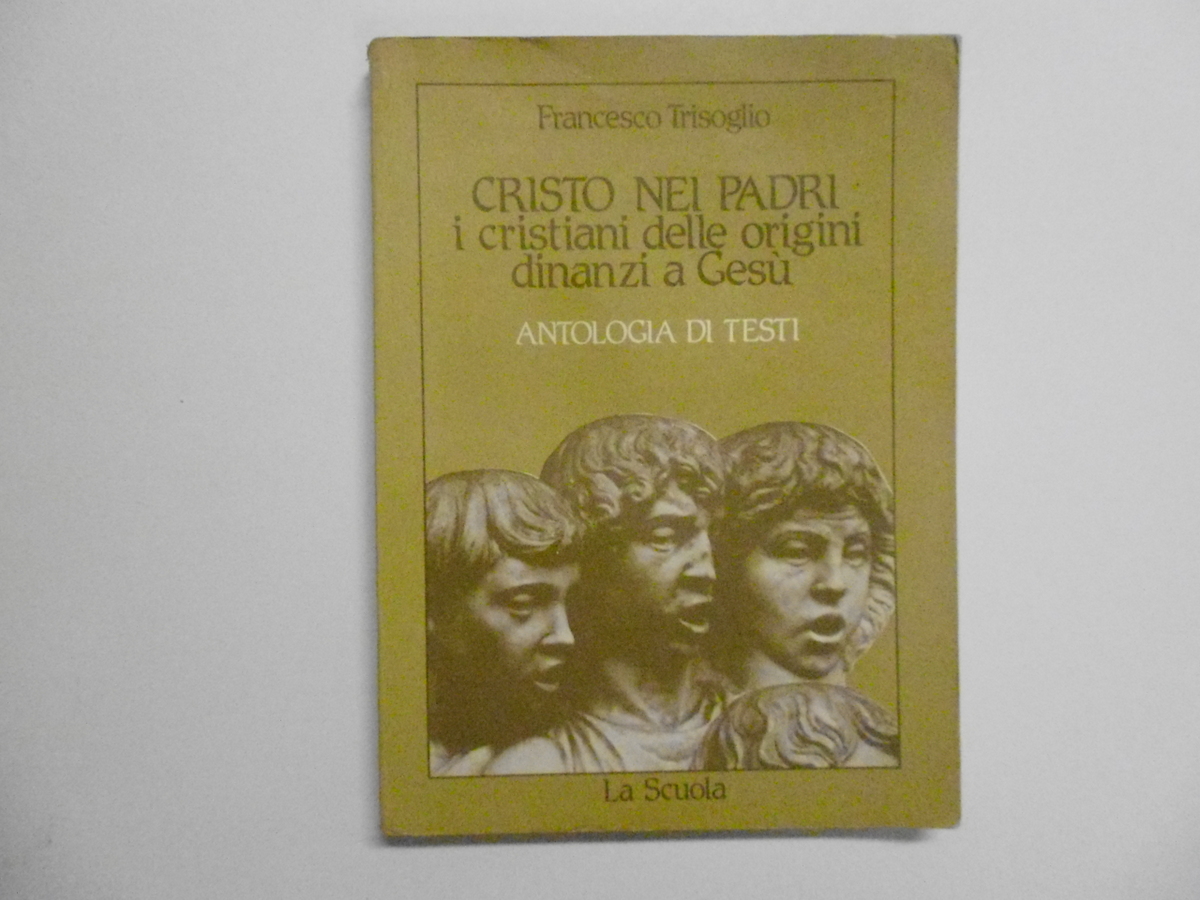 Francesco Trisoglio
CRISTO NEI PADRI
i cristiani delle origini
dinanzi a Gesù
ANTOLOGIA DI TESTI
La Scuola